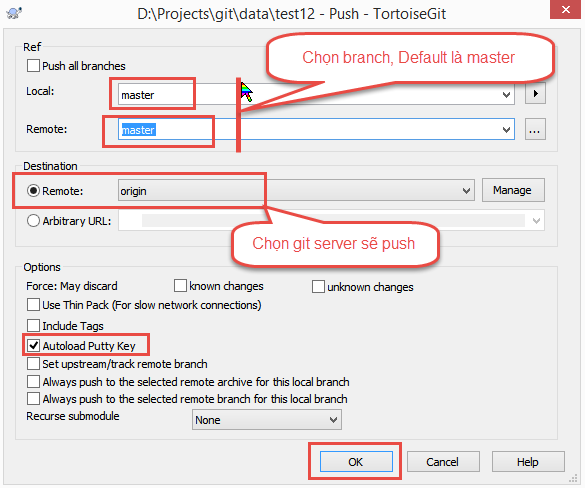 D:\Projects\git\data\test12 - Push - TortoiseGit
Ref
Push all branches
Chọn branch, Default là master
Local:
master
Remote:
master
...
Destination
Remote:
origin
Manage
Arbitrary URL:
Chọn git server sẽ push
Options
Force: May discard
known changes
unknown changes
Use Thin Pack (For slow network connections)
Include Tags
Autoload Putty Key
Set upstream/track remote branch
Always push to the selected remote archive for this local branch
Always push to the selected remote branch for this local branch
Recurse submodule
None
OK
Cancel
Help